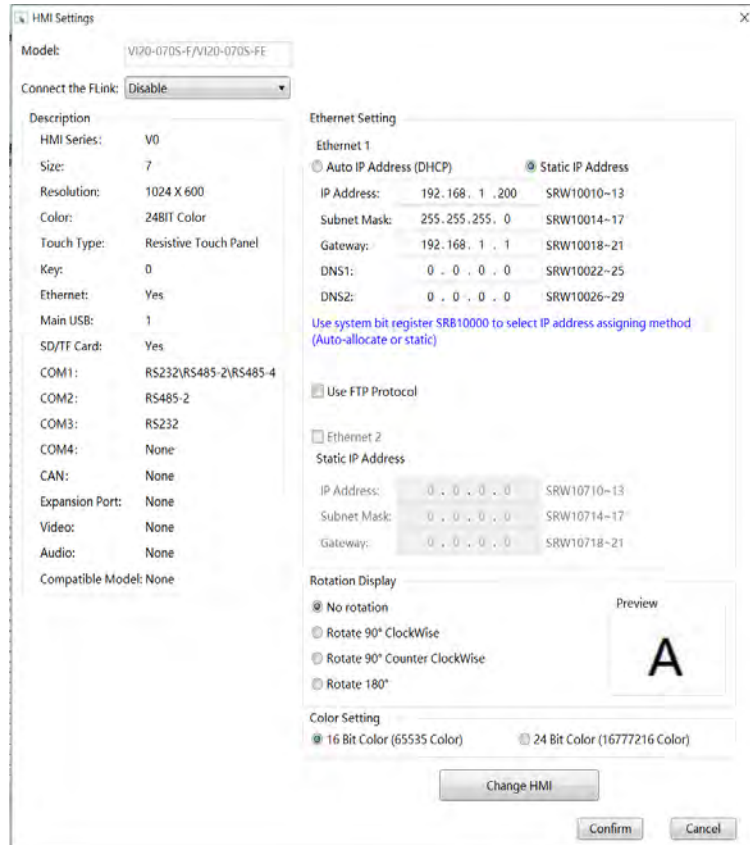 HMI Settings
Model: VI20-070S-F/VI20-070S-FE
Connect the FLink: Disable
Description
HMI Series: V0
Size: 7
Resolution: 1024 X 600
Color: 24BIT Color
Touch Type: Resistive Touch Panel
Key: 0
Ethernet: Yes
Main USB: 1
SD/TF Card: Yes
COM1: RS232\RS485-2\RS485-4
COM2: RS485-2
COM3: RS232
COM4: None
CAN: None
Expansion Port: None
Video: None
Audio: None
Compatible Model: None
Ethernet Setting
Ethernet 1
Auto IP Address (DHCP) Static IP Address
IP Address: 192.168. 1 .200 SRW10010~13
Subnet Mask: 255.255.255. 0 SRW10014~17
Gateway: 192.168. 1 . 1 SRW10018~21
DNS1: 0 . 0 . 0 . 0 SRW10022~25
DNS2: 0 . 0 . 0 . 0 SRW10026~29
Use system bit register SRB10000 to select IP address assigning method
(Auto-allocate or static)
Use FTP Protocol
Ethernet 2
Static IP Address
IP Address: 0 . 0 . 0 . 0 SRW10710~13
Subnet Mask: 0 . 0 . 0 . 0 SRW10714~17
Gateway: 0 . 0 . 0 . 0 SRW10718~21
Rotation Display
No rotation
Rotate 90° ClockWise
Rotate 90° Counter ClockWise
Rotate 180°
Preview
A
Color Setting
16 Bit Color (65535 Color) 24 Bit Color (16777216 Color)
Change HMI
Confirm Cancel